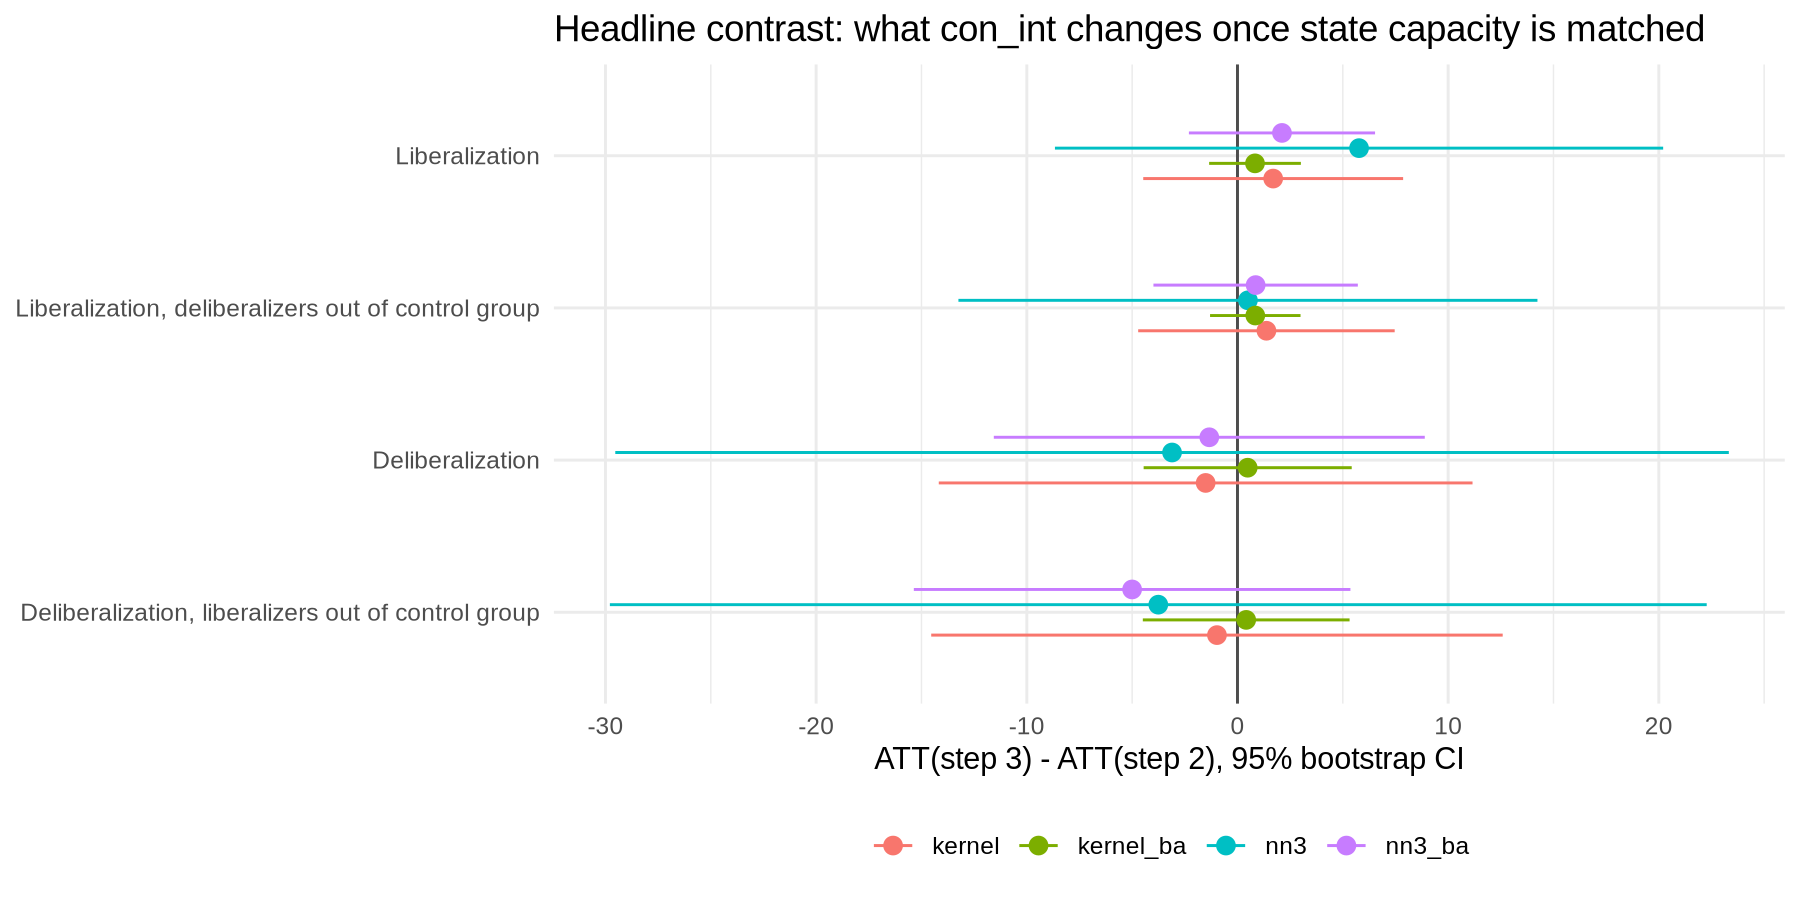 Headline contrast: what con_int changes once state capacity is matched
Liberalization
Liberalization, deliberalizers out of control group
Deliberalization
Deliberalization, liberalizers out of control group
-30 -20 -10 0 10 20
ATT(step 3) - ATT(step 2), 95% bootstrap CI
kernel kernel_ba nn3 nn3_ba